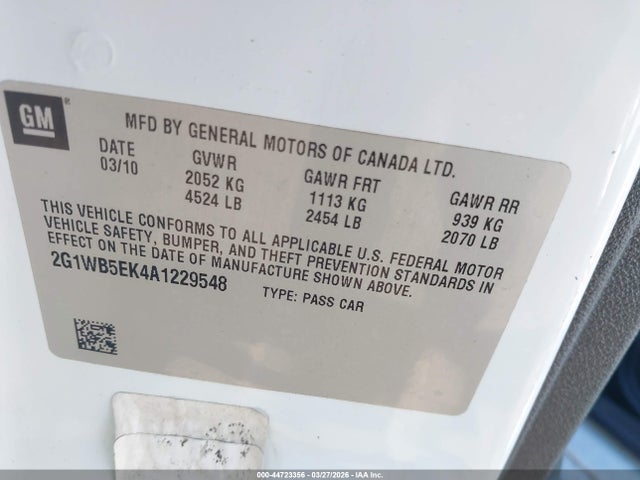 GM®
MFD BY GENERAL MOTORS OF CANADA LTD.
DATE GVWR GAWR FRT GAWR RR
03/10 2052 KG 1113 KG 939 KG
4524 LB 2454 LB 2070 LB
THIS VEHICLE CONFORMS TO ALL APPLICABLE U.S. FEDERAL MOTOR
VEHICLE SAFETY, BUMPER, AND THEFT PREVENTION STANDARDS IN
EFFECT ON THE DATE OF MANUFACTURE SHOWN ABOVE.
2G1WB5EK4A1229548 TYPE: PASS CAR
000-44723356 - 03/27/2026 - IAA Inc.